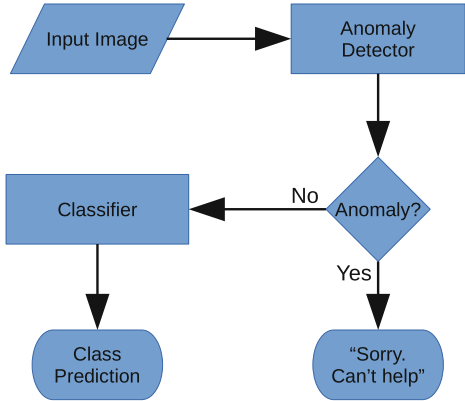 Input Image
Anomaly
Detector
Anomaly?
No
Yes
Classifier
Class
Prediction
“Sorry.
Can’t help”